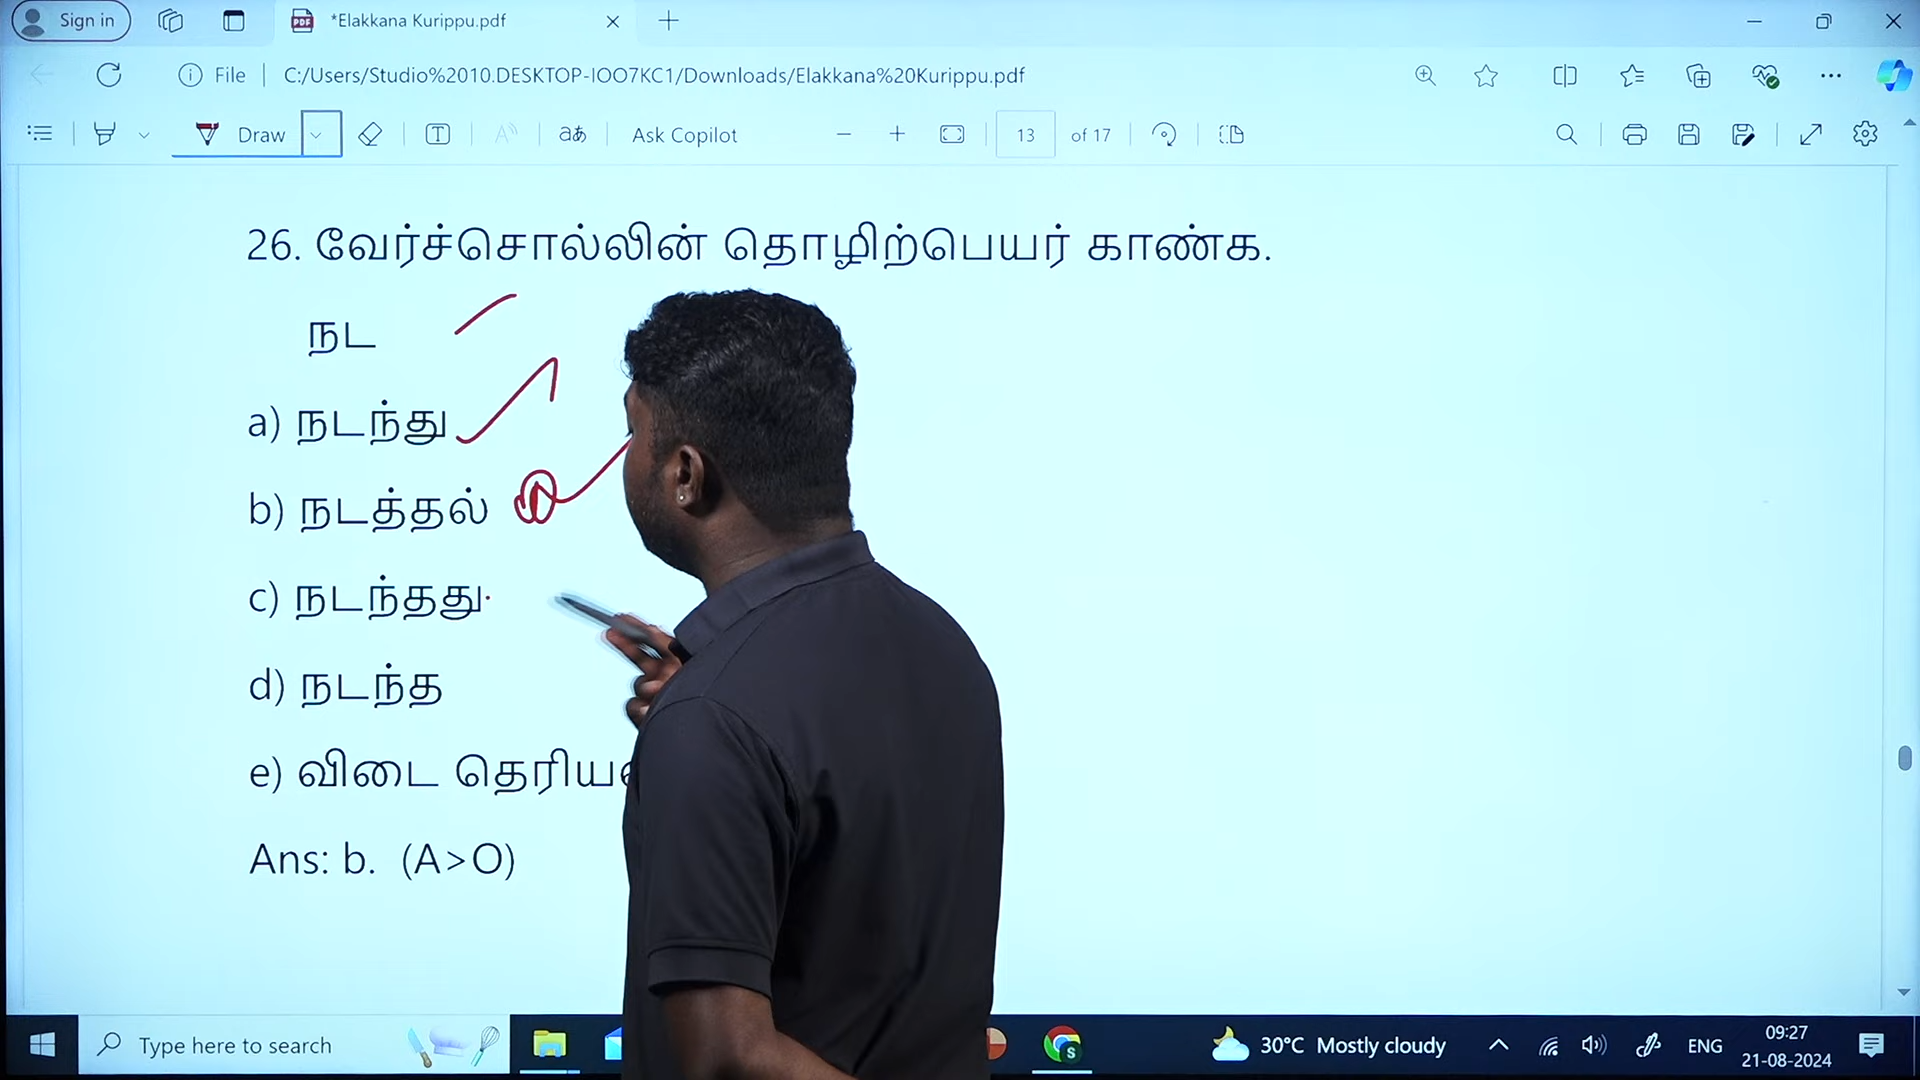 Sign in
*Elakkana Kurippu.pdf
File
C:/Users/Studio%2010.DESKTOP-IOO7KC1/Downloads/Elakkana%20Kurippu.pdf
Draw
aあ
Ask Copilot
13 of 17
26. வேர்ச்சொல்லின் தொழிற்பெயர் காண்க.
நட
a) நடந்து
b) நடத்தல்
c) நடந்தது
d) நடந்த
e) விடை
Ans: b. (A>O)
Type here to search
30°C Mostly cloudy
ENG
09:27
21-08-2024